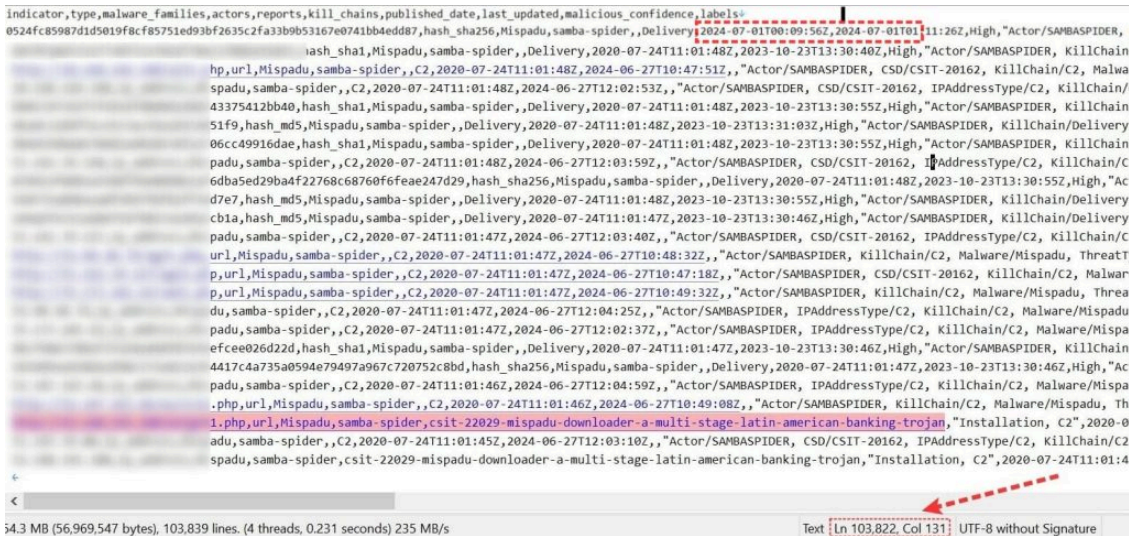 indicator,type,malware_families,actors,reports,kill_chains,published_date,last_updated,malicious_confidence,labels
0524fc85987d1d5019f8cf85751ed93bf2635c2fa33b9b53167e0741bb4edd87,hash_sha256,Mispadu,samba-spider,,Delivery,2024-07-01T00:09:56Z,2024-07-01T01:11:26Z,High,"Actor/SAMBASPIDER,
hash_sha1,Mispadu,samba-spider,,Delivery,2020-07-24T11:01:48Z,2023-10-23T13:30:40Z,High,"Actor/SAMBASPIDER, KillChain
hp,url,Mispadu,samba-spider,,C2,2020-07-24T11:01:48Z,2024-06-27T10:47:51Z,,"Actor/SAMBASPIDER, CSD/CSIT-20162, KillChain/C2, Malwa
spadu,samba-spider,,C2,2020-07-24T11:01:48Z,2024-06-27T12:02:53Z,,"Actor/SAMBASPIDER, CSD/CSIT-20162, IPAddressType/C2, KillChain/
43375412bb40,hash_sha1,Mispadu,samba-spider,,Delivery,2020-07-24T11:01:48Z,2023-10-23T13:30:55Z,High,"Actor/SAMBASPIDER, KillChain
51f9,hash_md5,Mispadu,samba-spider,,Delivery,2020-07-24T11:01:48Z,2023-10-23T13:31:03Z,High,"Actor/SAMBASPIDER, KillChain/Delivery
06cc49916dae,hash_sha1,Mispadu,samba-spider,,Delivery,2020-07-24T11:01:48Z,2023-10-23T13:30:55Z,High,"Actor/SAMBASPIDER, KillChain
padu,samba-spider,,C2,2020-07-24T11:01:48Z,2024-06-27T12:03:59Z,,"Actor/SAMBASPIDER, CSD/CSIT-20162, IPAddressType/C2, KillChain/C
6dba5ed29ba4f22768c68760f6feae247d29,hash_sha256,Mispadu,samba-spider,,Delivery,2020-07-24T11:01:48Z,2023-10-23T13:30:55Z,High,"Ac
d7e7,hash_md5,Mispadu,samba-spider,,Delivery,2020-07-24T11:01:48Z,2023-10-23T13:30:55Z,High,"Actor/SAMBASPIDER, KillChain/Delivery
cb1a,hash_md5,Mispadu,samba-spider,,Delivery,2020-07-24T11:01:47Z,2023-10-23T13:30:46Z,High,"Actor/SAMBASPIDER, KillChain/Delivery
padu,samba-spider,,C2,2020-07-24T11:01:47Z,2024-06-27T12:03:40Z,,"Actor/SAMBASPIDER, CSD/CSIT-20162, IPAddressType/C2, KillChain/C
url,Mispadu,samba-spider,,C2,2020-07-24T11:01:47Z,2024-06-27T10:48:32Z,,"Actor/SAMBASPIDER, KillChain/C2, Malware/Mispadu, ThreatT
p,url,Mispadu,samba-spider,,C2,2020-07-24T11:01:47Z,2024-06-27T10:47:18Z,,"Actor/SAMBASPIDER, CSD/CSIT-20162, KillChain/C2, Malwar
p,url,Mispadu,samba-spider,,C2,2020-07-24T11:01:47Z,2024-06-27T10:49:32Z,,"Actor/SAMBASPIDER, KillChain/C2, Malware/Mispadu, Threa
du,samba-spider,,C2,2020-07-24T11:01:47Z,2024-06-27T12:04:25Z,,"Actor/SAMBASPIDER, IPAddressType/C2, KillChain/C2, Malware/Mispadu
padu,samba-spider,,C2,2020-07-24T11:01:47Z,2024-06-27T12:02:37Z,,"Actor/SAMBASPIDER, IPAddressType/C2, KillChain/C2, Malware/Mispa
efcee026d22d,hash_sha1,Mispadu,samba-spider,,Delivery,2020-07-24T11:01:47Z,2023-10-23T13:30:46Z,High,"Actor/SAMBASPIDER, KillChain
4417c4a735a0594e79497a967c720752c8bd,hash_sha256,Mispadu,samba-spider,,Delivery,2020-07-24T11:01:47Z,2023-10-23T13:30:46Z,High,"Ac
padu,samba-spider,,C2,2020-07-24T11:01:46Z,2024-06-27T12:04:59Z,,"Actor/SAMBASPIDER, IPAddressType/C2, KillChain/C2, Malware/Mispa
.php,url,Mispadu,samba-spider,,C2,2020-07-24T11:01:46Z,2024-06-27T10:49:08Z,,"Actor/SAMBASPIDER, KillChain/C2, Malware/Mispadu, Th
1.php,url,Mispadu,samba-spider,csit-22029-mispadu-downloader-a-multi-stage-latin-american-banking-trojan,"Installation, C2",2020-0
adu,samba-spider,,C2,2020-07-24T11:01:45Z,2024-06-27T12:03:10Z,,"Actor/SAMBASPIDER, CSD/CSIT-20162, IPAddressType/C2, KillChain/C2
spadu,samba-spider,csit-22029-mispadu-downloader-a-multi-stage-latin-american-banking-trojan,"Installation, C2",2020-07-24T11:01:4
54.3 MB (56,969,547 bytes), 103,839 lines. (4 threads, 0.231 seconds) 235 MB/s Text Ln 103,822, Col 131 UTF-8 without Signature